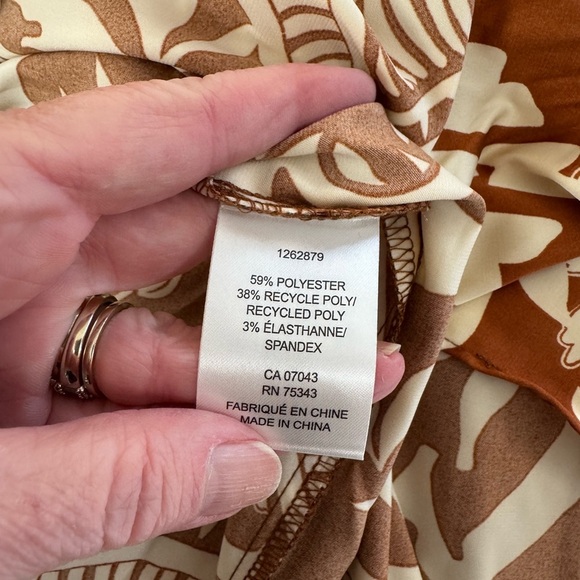 1262879
59% POLYESTER
38% RECYCLE POLY/
RECYCLED POLY
3% ÉLASTHANNE/
SPANDEX
CA 07043
RN 75343
FABRIQUÉ EN CHINE
MADE IN CHINA